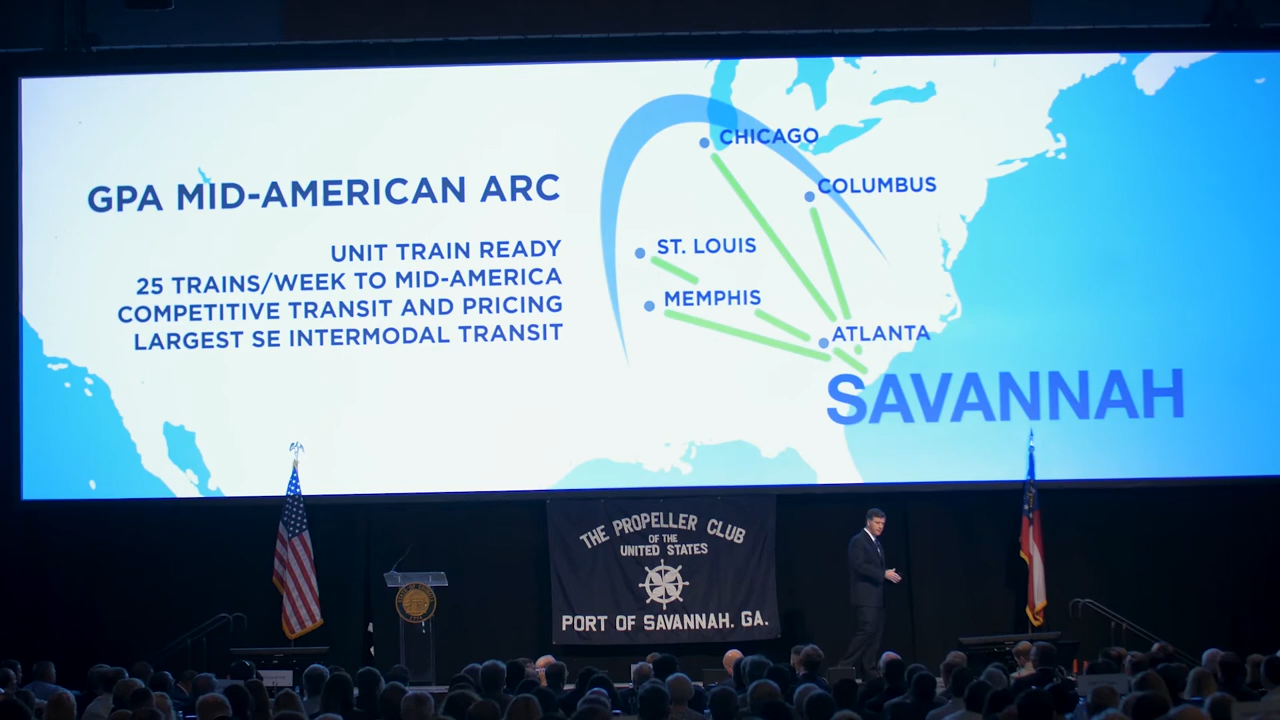 GPA MID-AMERICAN ARC
UNIT TRAIN READY
25 TRAINS/WEEK TO MID-AMERICA
COMPETITIVE TRANSIT AND PRICING
LARGEST SE INTERMODAL TRANSIT
CHICAGO
COLUMBUS
ST. LOUIS
MEMPHIS
ATLANTA
SAVANNAH
THE PROPELLER CLUB
OF THE
UNITED STATES
PORT OF SAVANNAH. GA.